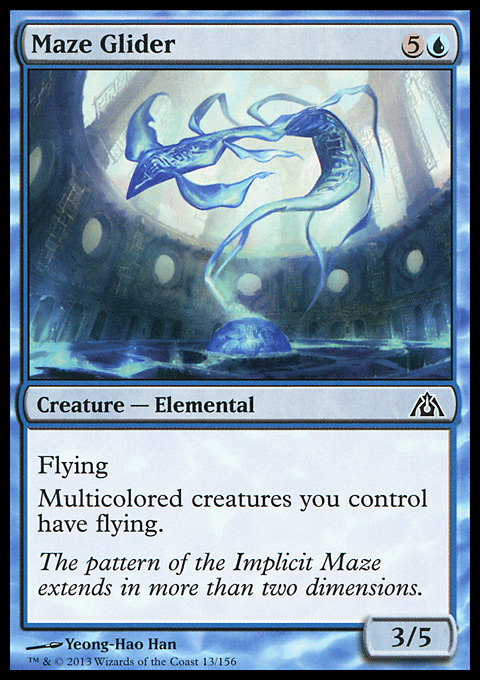 Maze Glider 5
Creature — Elemental
Flying
Multicolored creatures you control
have flying.
The pattern of the Implicit Maze
extends in more than two dimensions.
3/5
Yeong-Hao Han
™ & © 2013 Wizards of the Coast 13/156